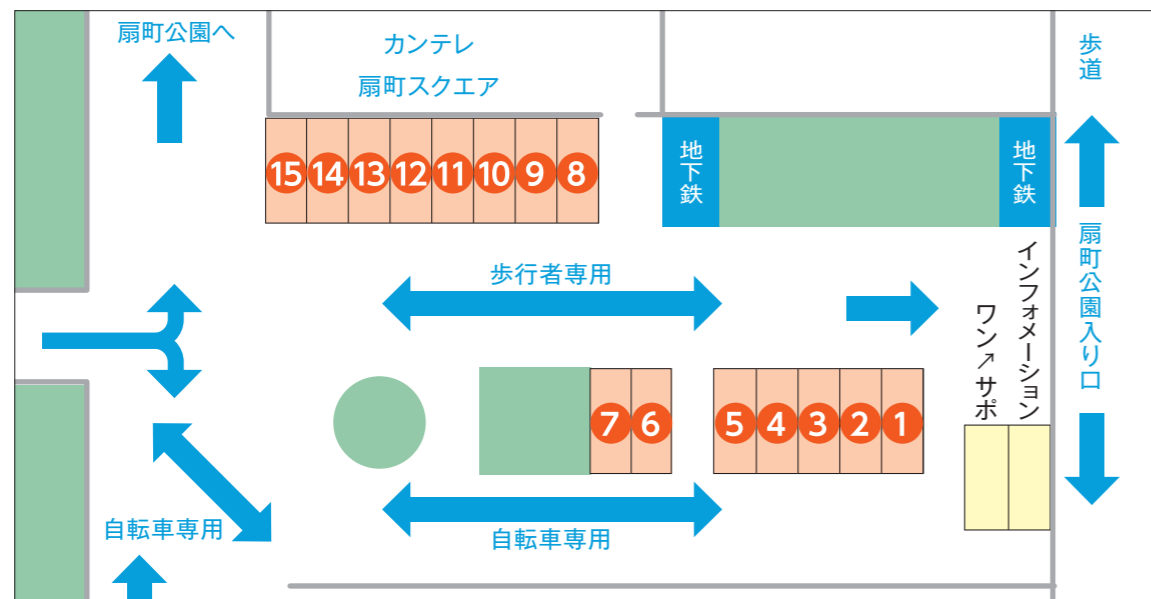 扇町公園へ
カンテレ
扇町スクエア
歩道
15 14 13 12 11 10 9 8
地下鉄
地下鉄
扇町公園入り口
インフォメーション
ワン↗サポ
歩行者専用
7 6
5 4 3 2 1
自転車専用
自転車専用